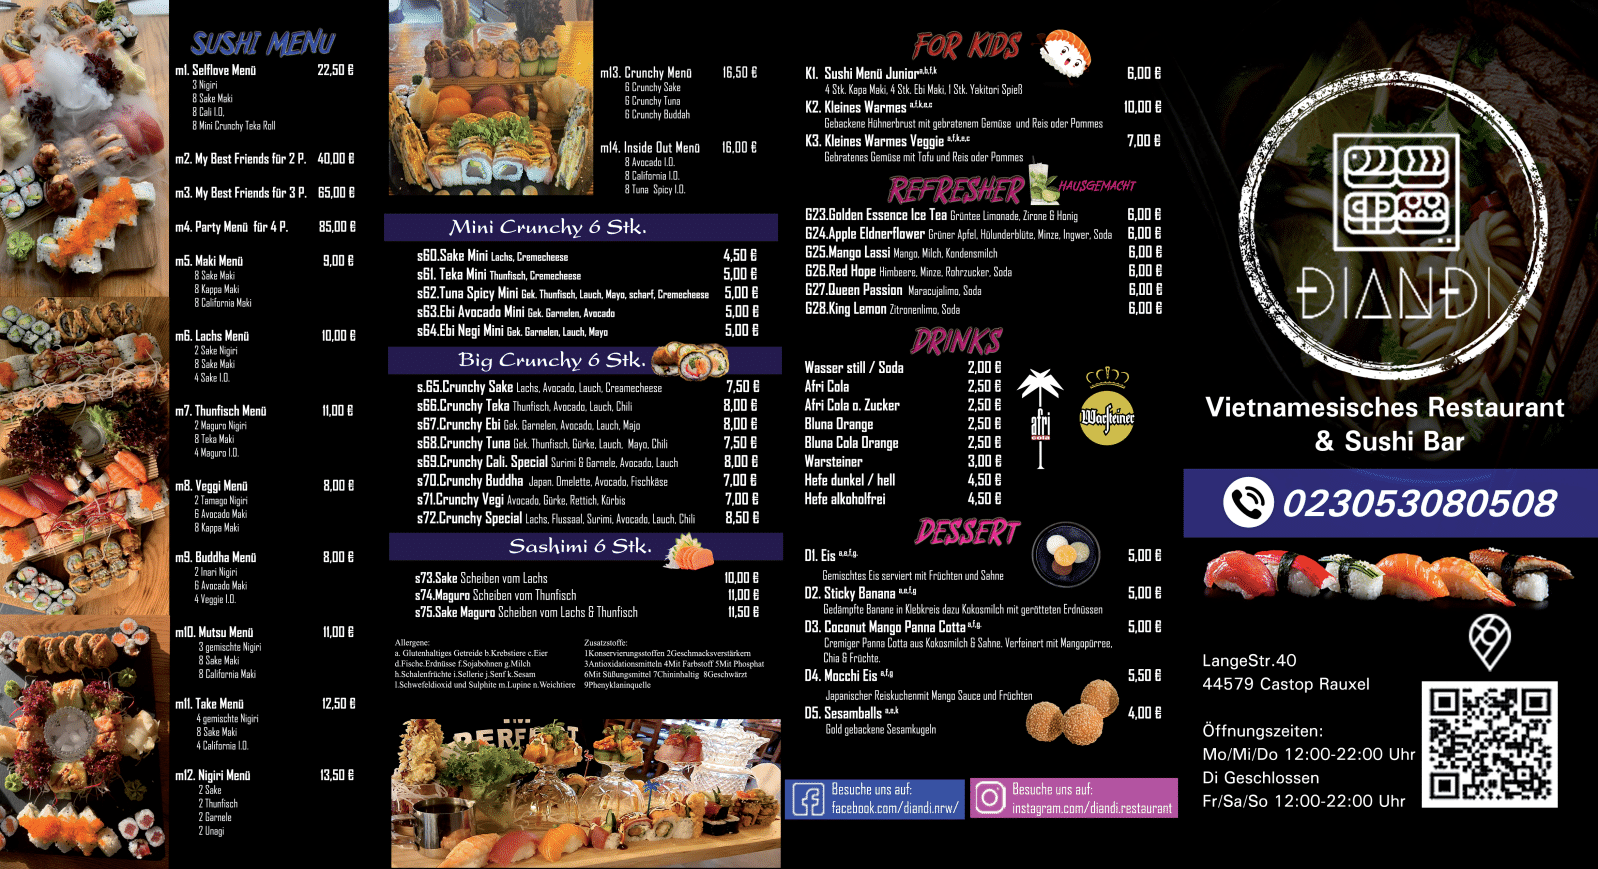 SUSHI MENU
m1. Selflove Menü 22,50 €
3 Nigiri
8 Sake Maki
8 Cali I.O,
8 Mini Crunchy Teka Roll
m2. My Best Friends für 2 P. 40,00 €
m3. My Best Friends für 3 P. 65,00 €
m4. Party Menü für 4 P. 85,00 €
m5. Maki Menü 9,00 €
8 Sake Maki
8 Kappa Maki
8 California Maki
m6. Lachs Menü 10,00 €
2 Sake Nigiri
8 Sake Maki
4 Sake I.O.
m7. Thunfisch Menü 11,00 €
2 Maguro Nigiri
8 Teka Maki
4 Maguro I.O.
m8. Veggi Menü 8,00 €
2 Tamago Nigiri
6 Avocado Maki
8 Kappa Maki
m9. Buddha Menü 8,00 €
2 Inari Nigiri
6 Avocado Maki
4 Veggie I.O.
m10. Mutsu Menü 11,00 €
3 gemischte Nigiri
8 Sake Maki
8 California Maki
m11. Take Menü 12,50 €
4 gemischte Nigiri
8 Sake Maki
4 California I.O.
m12. Nigiri Menü 13,50 €
2 Sake
2 Thunfisch
2 Garnele
2 Unagi
m13. Crunchy Menü 16,50 €
6 Crunchy Sake
6 Crunchy Tuna
6 Crunchy Buddah
m14. Inside Out Menü 16,00 €
8 Avocado I.O.
8 California I.O.
8 Tuna Spicy I.O.
Mini Crunchy 6 Stk.
s60.Sake Mini Lachs, Cremecheese 4,50 €
s61. Teka Mini Thunfisch, Cremecheese 5,00 €
s62.Tuna Spicy Mini Gek. Thunfisch, Lauch, Mayo, scharf, Cremecheese 5,00 €
s63.Ebi Avocado Mini Gek. Garnelen, Avocado 5,00 €
s64.Ebi Negi Mini Gek. Garnelen, Lauch, Mayo 5,00 €
Big Crunchy 6 Stk.
s.65.Crunchy Sake Lachs, Avocado, Lauch, Creamecheese 7,50 €
s66.Crunchy Teka Thunfisch, Avocado, Lauch, Chili 8,00 €
s67.Crunchy Ebi Gek. Garnelen, Avocado, Lauch, Majo 8,00 €
s68.Crunchy Tuna Gek. Thunfisch, Gürke, Lauch, Mayo, Chili 7,50 €
s69.Crunchy Cali. Special Surimi & Garnele, Avocado, Lauch 8,00 €
s70.Crunchy Buddha Japan. Omelette, Avocado, Fischkäse 7,00 €
s71.Crunchy Vegi Avocado, Gürke, Rettich, Kürbis 7,00 €
s72.Crunchy Special Lachs, Flussaal, Surimi, Avocado, Lauch, Chili 8,50 €
Sashimi 6 Stk.
s73.Sake Scheiben vom Lachs 10,00 €
s74.Maguro Scheiben vom Thunfisch 11,00 €
s75.Sake Maguro Scheiben vom Lachs & Thunfisch 11,50 €
Allergene:
a. Glutenhaltiges Getreide b.Krebstiere c.Eier
d.Fische.Erdnüsse f.Sojabohnen g.Milch
h.Schalenfrüchte i.Sellerie j.Senf k.Sesam
l.Schwefeldioxid und Sulphite m.Lupine n.Weichtiere
Zusatzstoffe:
1Konservierungsstoffen 2Geschmacksverstärkern
3Antioxidationsmitteln 4Mit Farbstoff 5Mit Phosphat
6Mit Süßungsmittel 7Chininhaltig 8Geschwärzt
9Phenyklaninquelle
FOR KIDS
K1. Sushi Menü Junior a,b,f,k 6,00 €
4 Stk. Kapa Maki, 4 Stk. Ebi Maki, 1 Stk. Yakitori Spieß
K2. Kleines Warmes a,f,k,e,c 10,00 €
Gebackene Hühnerbrust mit gebratenem Gemüse und Reis oder Pommes
K3. Kleines Warmes Veggie a,f,k,e,c 7,00 €
Gebratenes Gemüse mit Tofu und Reis oder Pommes
REFRESHER HAUSGEMACHT
G23.Golden Essence Ice Tea Grüntee Limonade, Zirone & Honig 6,00 €
G24.Apple Eldnerflower Grüner Apfel, Hölunderblüte, Minze, Ingwer, Soda 6,00 €
G25.Mango Lassi Mango, Milch, Kondensmilch 6,00 €
G26.Red Hope Himbeere, Minze, Rohrzucker, Soda 6,00 €
G27.Queen Passion Maracujalimo, Soda 6,00 €
G28.King Lemon Zitronenlimo, Soda 6,00 €
DRINKS
Wasser still / Soda 2,00 €
Afri Cola 2,50 €
Afri Cola o. Zucker 2,50 €
Bluna Orange 2,50 €
Bluna Cola Orange 2,50 €
Warsteiner 3,00 €
Hefe dunkel / hell 4,50 €
Hefe alkoholfrei 4,50 €
afri
cola
Warsteiner
DESSERT
D1. Eis a,e,f,g. 5,00 €
Gemischtes Eis serviert mit Früchten und Sahne
D2. Sticky Banana a,e,f,g 5,00 €
Gedämpfte Banane in Klebkreis dazu Kokosmilch mit gerötteten Erdnüssen
D3. Coconut Mango Panna Cotta a,f,g. 5,00 €
Cremiger Panna Cotta aus Kokosmilch & Sahne. Verfeinert mit Mangopürree,
Chia & Früchte.
D4. Mocchi Eis a,f,g 5,50 €
Japanischer Reiskuchenmit Mango Sauce und Früchten
D5. Sesamballs a,e,k 4,00 €
Gold gebackene Sesamkugeln
Besuche uns auf:
facebook.com/diandi.nrw/
Besuche uns auf:
instagram.com/diandi.restaurant
DIANDI
Vietnamesisches Restaurant
& Sushi Bar
023053080508
LangeStr.40
44579 Castop Rauxel
Öffnungszeiten:
Mo/Mi/Do 12:00-22:00 Uhr
Di Geschlossen
Fr/Sa/So 12:00-22:00 Uhr